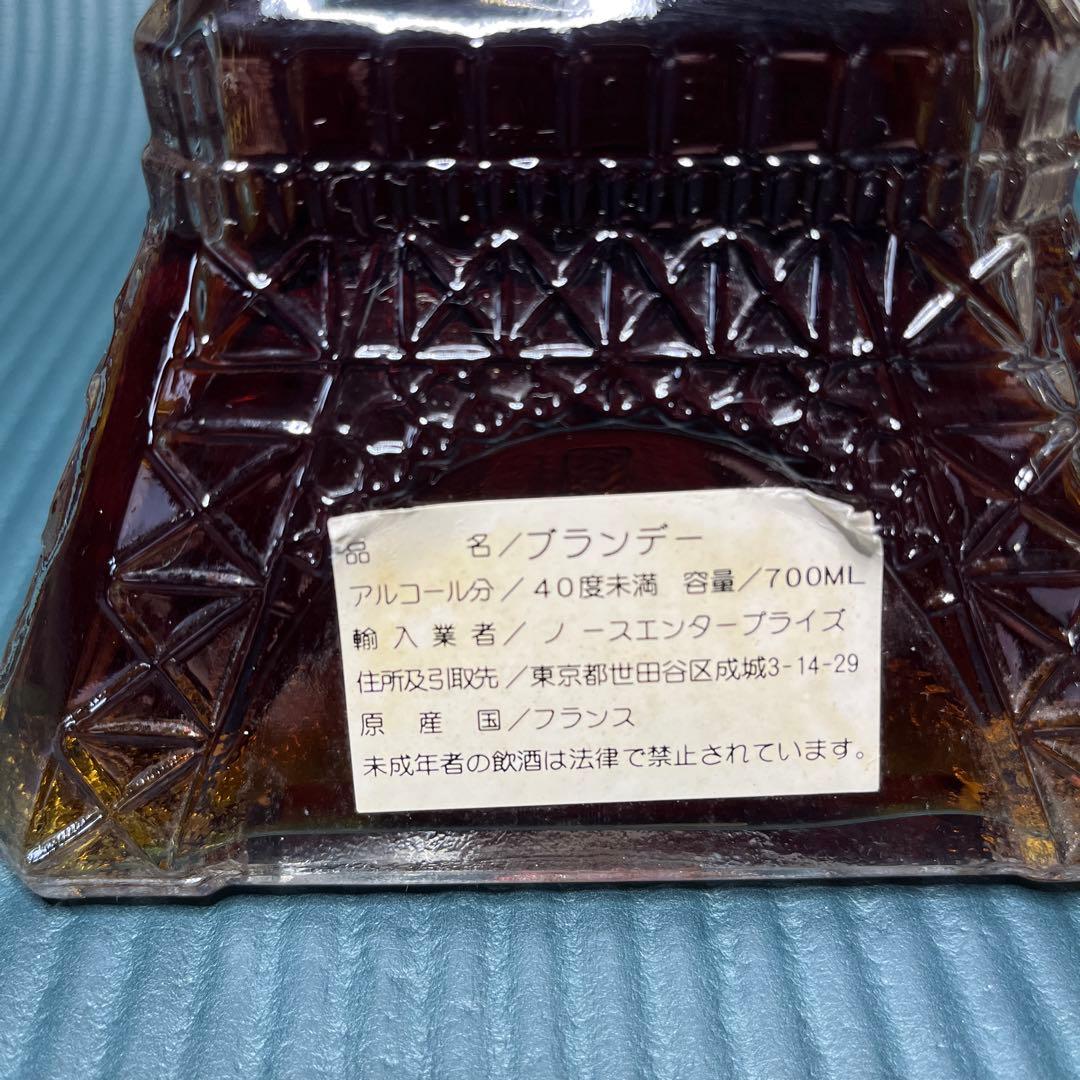 品 名/ブランデー
アルコール分/40度未満 容量/700ML
輸入業者/ノースエンタープライズ
住所及引取先/東京都世田谷区成城3-14-29
原産国/フランス
未成年者の飲酒は法律で禁止されています。